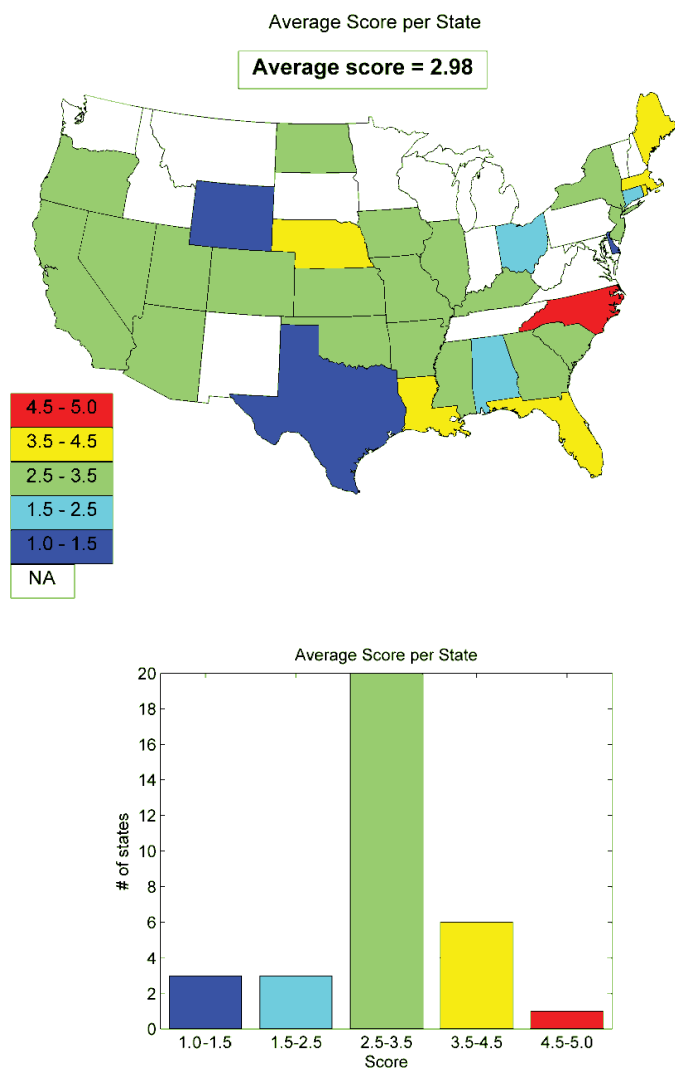 Average Score per State
Average score = 2.98
4.5 - 5.0
3.5 - 4.5
2.5 - 3.5
1.5 - 2.5
1.0 - 1.5
NA
Average Score per State
20
18
16
14
12
10
8
6
4
2
0
# of states
1.0-1.5 1.5-2.5 2.5-3.5 3.5-4.5 4.5-5.0
Score